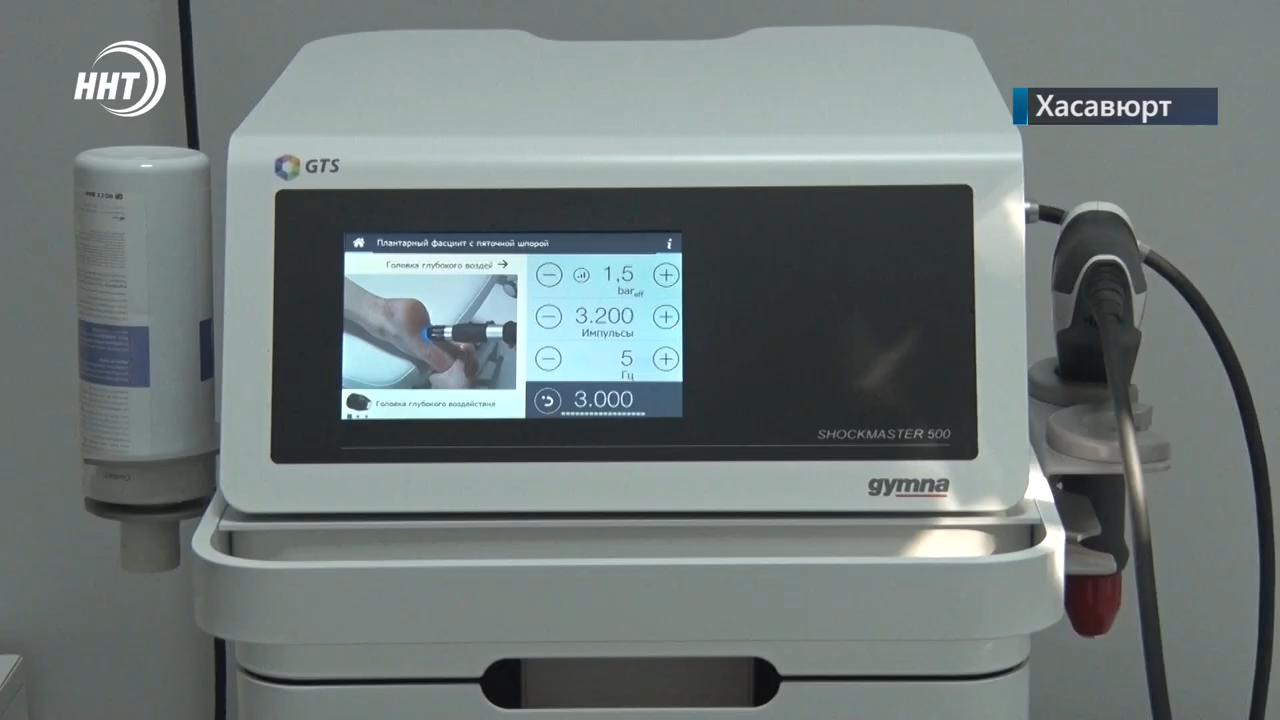 ННТ
Хасавюрт
GTS
Плантарный фасциит с пяточной шпорой
i
Головка глубокого воздей →
1,5
bar eff
3.200
Импульсы
5
Гц
3.000
Головка глубокого воздействия
SHOCKMASTER 500
gymna